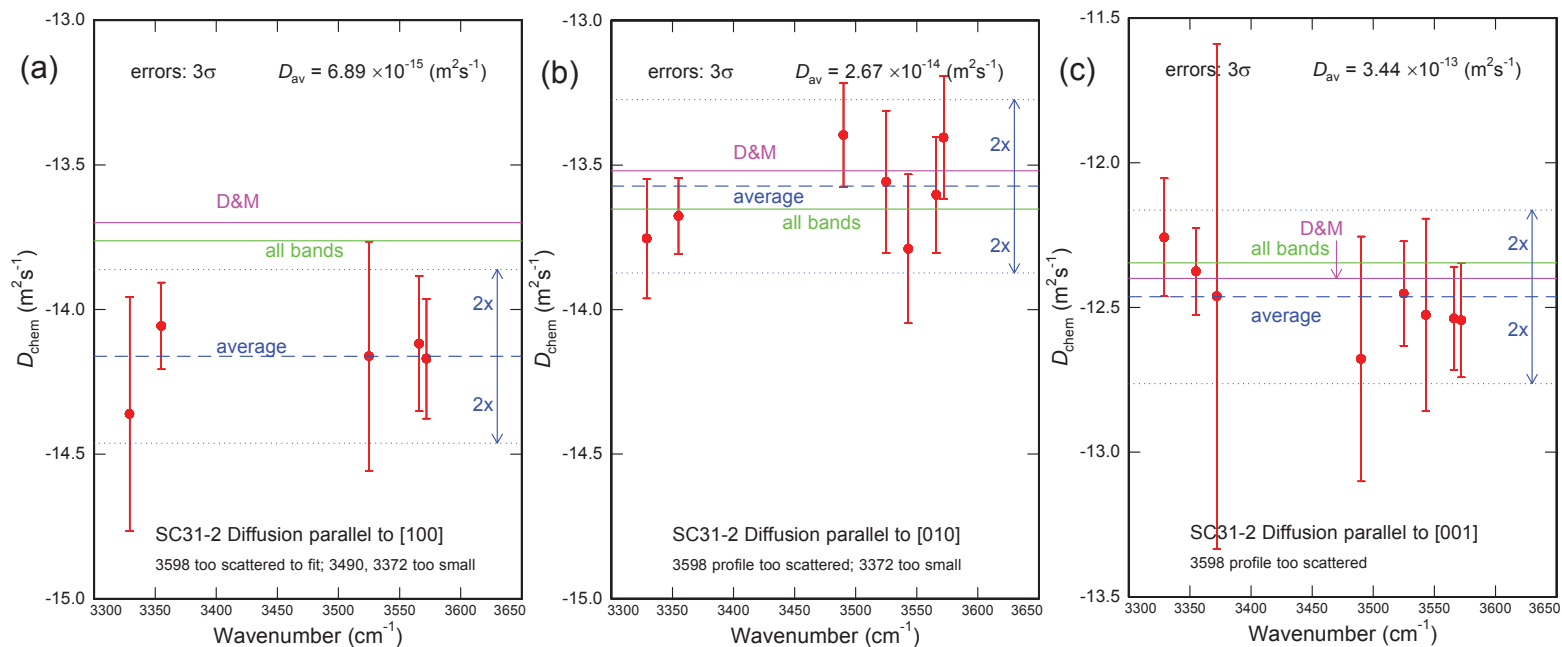 (a)
errors: 3σ
D_av = 6.89 ×10⁻¹⁵ (m²s⁻¹)
D&M
all bands
2x
average
2x
SC31-2 Diffusion parallel to [100]
3598 too scattered to fit; 3490, 3372 too small
-13.0
-13.5
-14.0
-14.5
-15.0
D_chem (m²s⁻¹)
3300 3350 3400 3450 3500 3550 3600 3650
Wavenumber (cm⁻¹)
(b)
errors: 3σ
D_av = 2.67 ×10⁻¹⁴ (m²s⁻¹)
2x
D&M
average
all bands
2x
SC31-2 Diffusion parallel to [010]
3598 profile too scattered; 3372 too small
-13.0
-13.5
-14.0
-14.5
-15.0
D_chem (m²s⁻¹)
3300 3350 3400 3450 3500 3550 3600 3650
Wavenumber (cm⁻¹)
(c)
errors: 3σ
D_av = 3.44 ×10⁻¹³ (m²s⁻¹)
D&M
2x
all bands
average
2x
SC31-2 Diffusion parallel to [001]
3598 profile too scattered
-11.5
-12.0
-12.5
-13.0
-13.5
D_chem (m²s⁻¹)
3300 3350 3400 3450 3500 3550 3600 3650
Wavenumber (cm⁻¹)